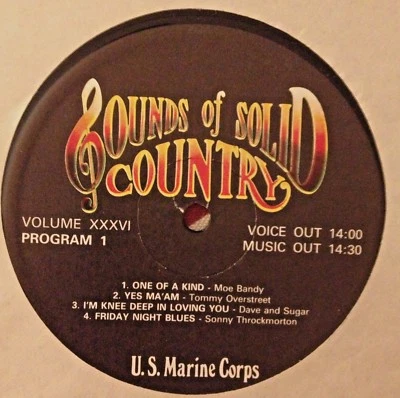 SOUNDS of SOLID
COUNTRY
VOLUME XXXVI
PROGRAM 1
VOICE OUT 14:00
MUSIC OUT 14:30
1. ONE OF A KIND - Moe Bandy
2. YES MA'AM - Tommy Overstreet
3. I'M KNEE DEEP IN LOVING YOU - Dave and Sugar
4. FRIDAY NIGHT BLUES - Sonny Throckmorton
U.S. Marine Corps